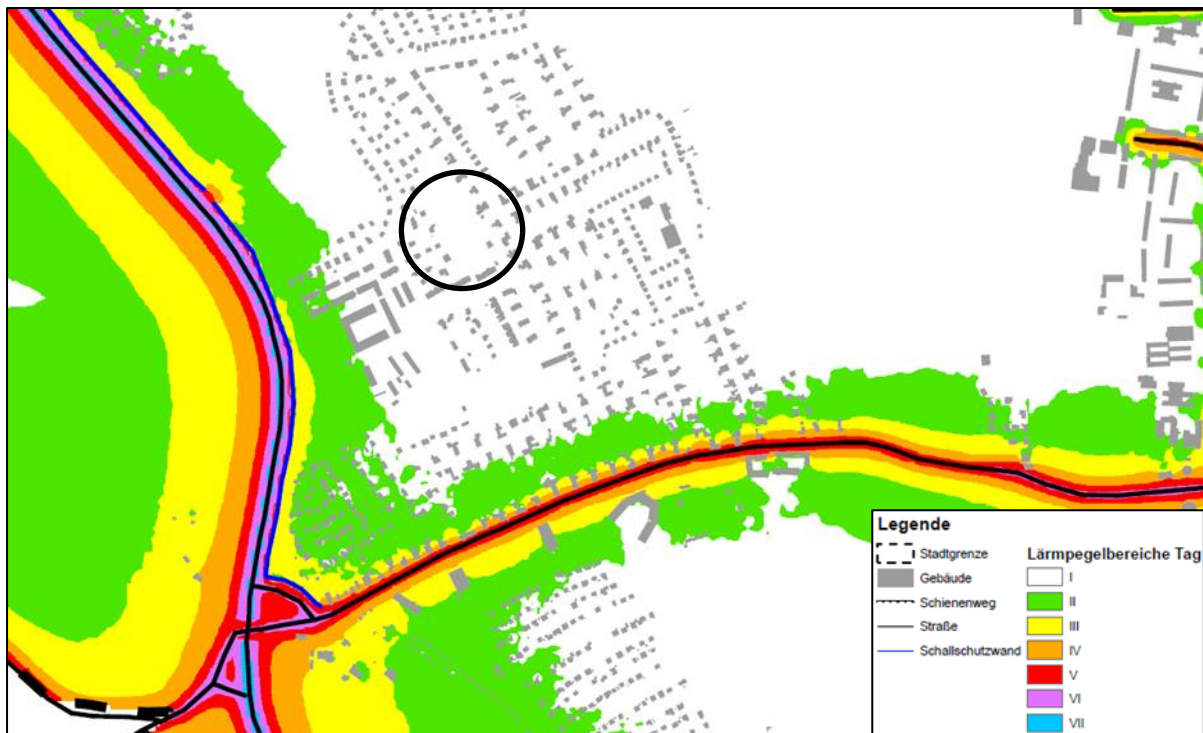 Legende
Stadtgrenze
Gebäude
Schienenweg
Straße
Schallschutzwand
Lärmpegelbereiche Tag
I
II
III
IV
V
VI
VII